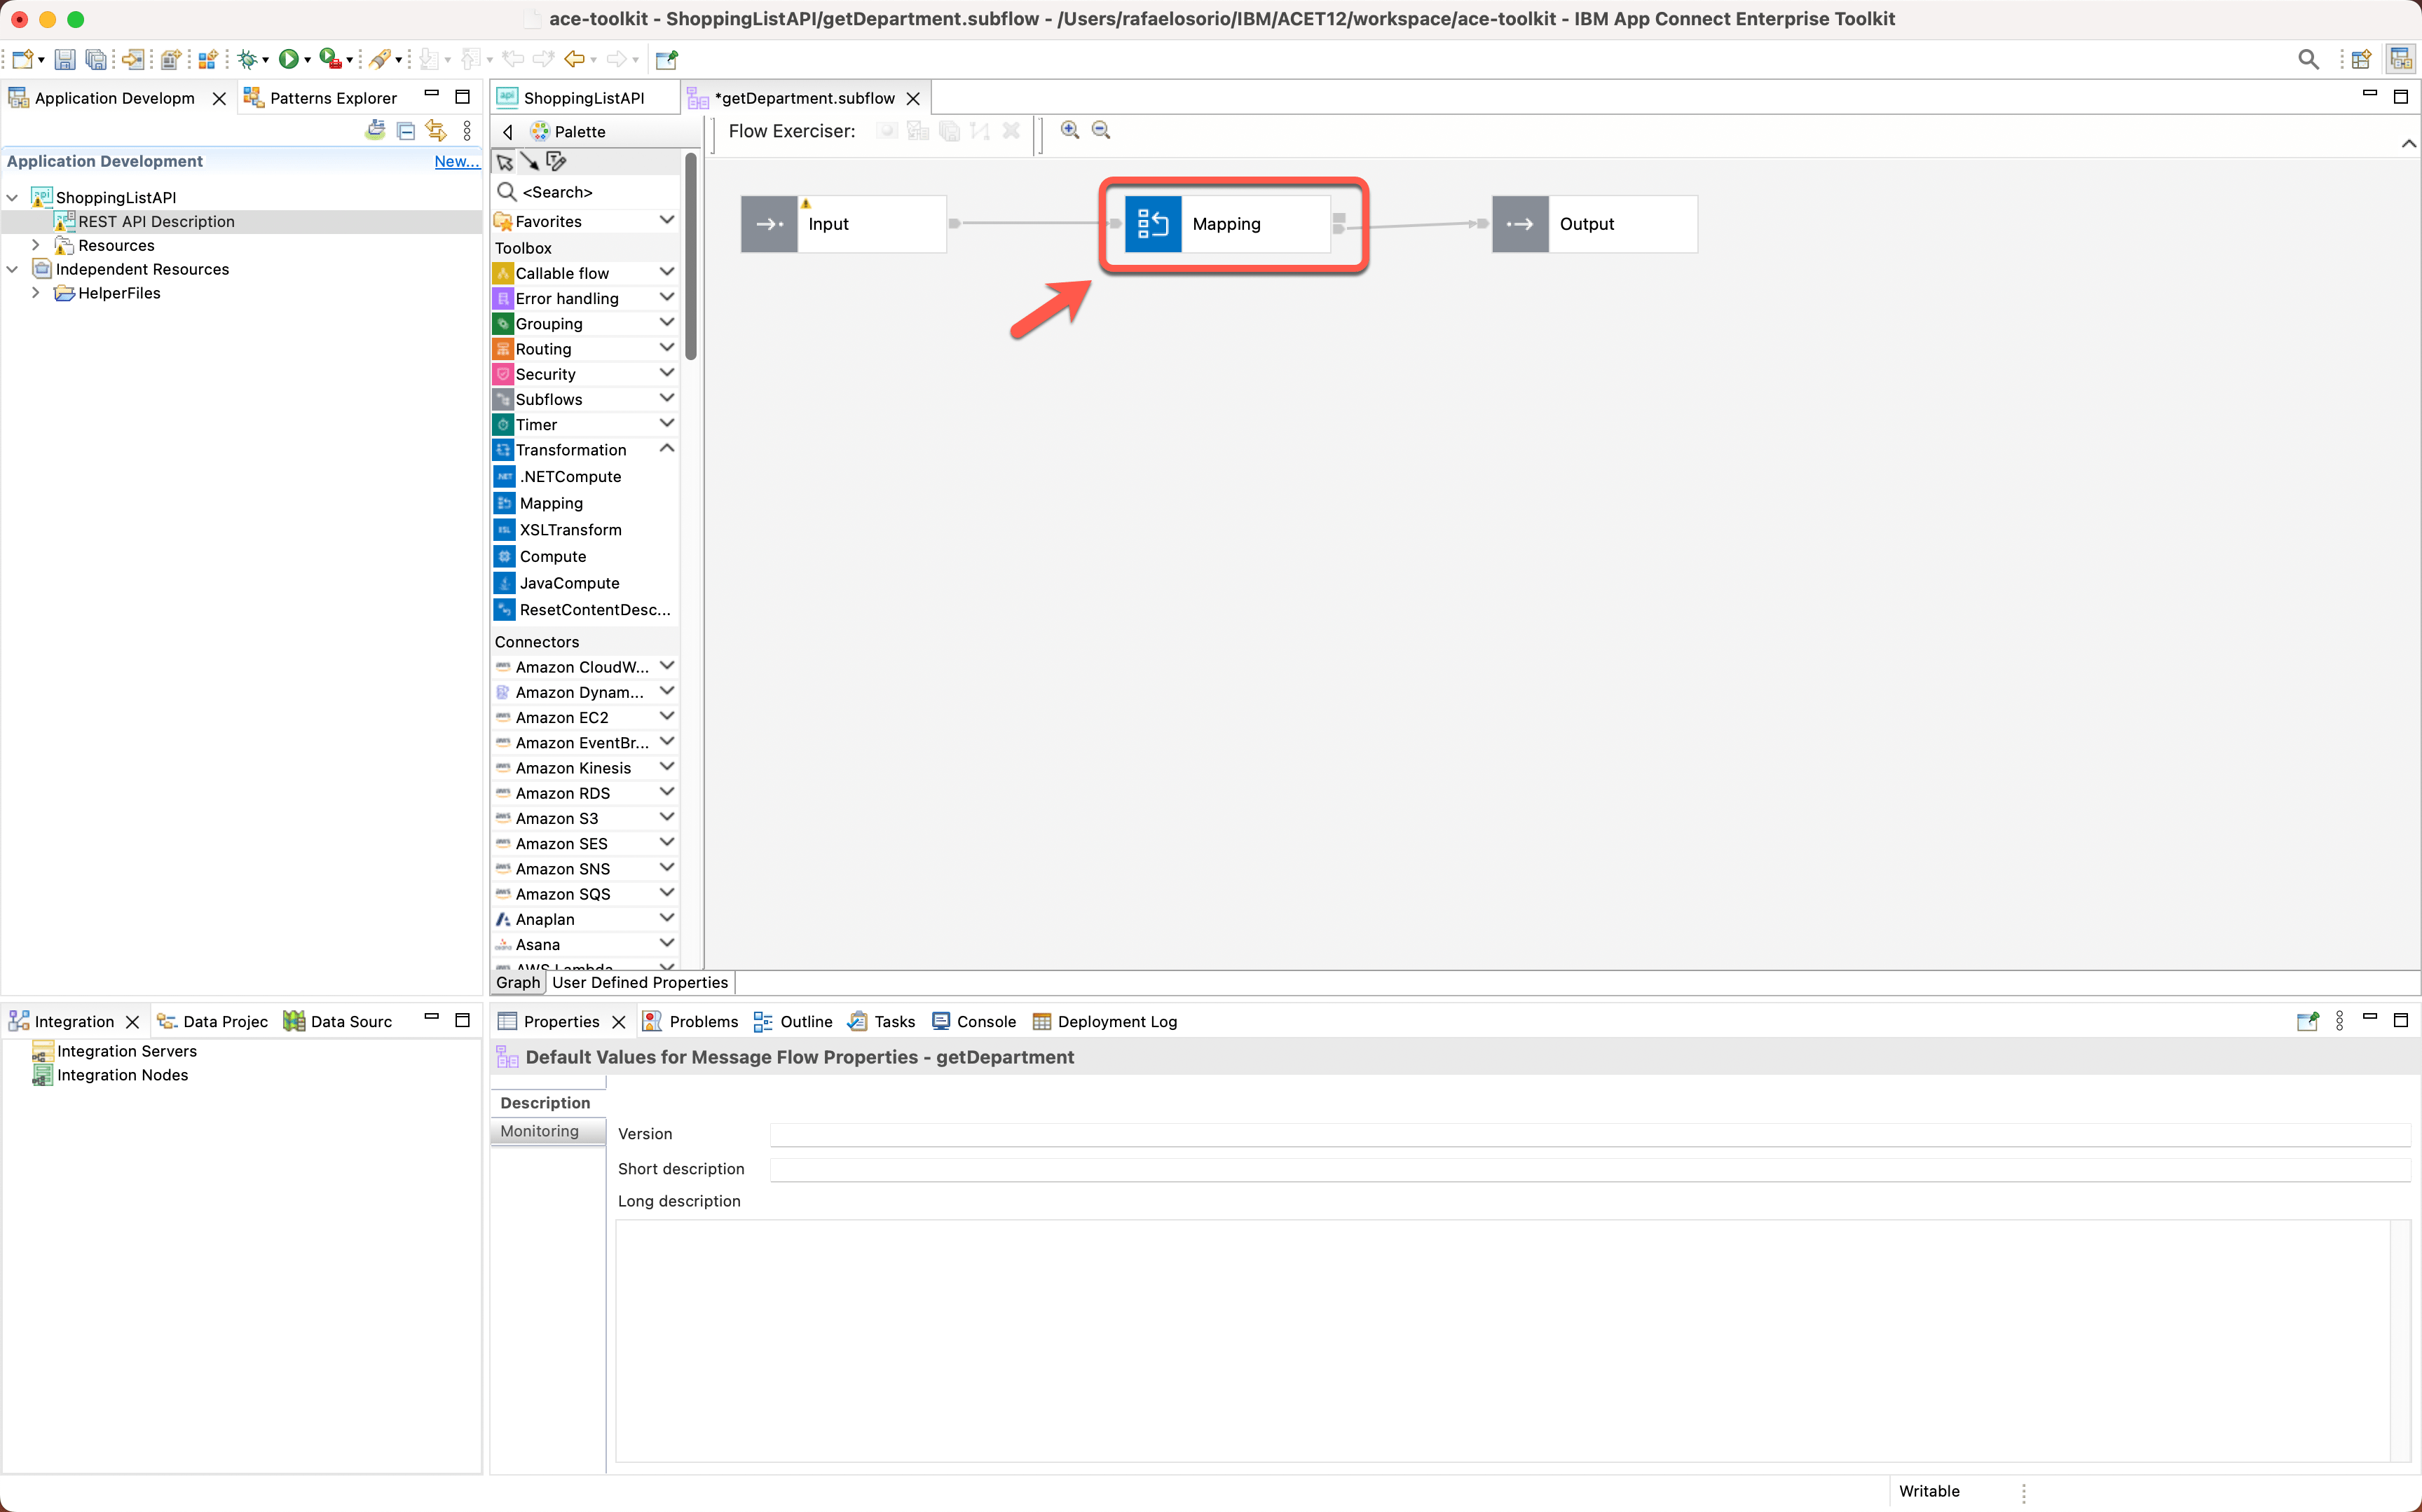 ace-toolkit - ShoppingListAPI/getDepartment.subflow - /Users/rafaelosorio/IBM/ACET12/workspace/ace-toolkit - IBM App Connect Enterprise Toolkit
Application Developm
Patterns Explorer
Application Development
New...
ShoppingListAPI
REST API Description
Resources
Independent Resources
HelperFiles
ShoppingListAPI
*getDepartment.subflow
Palette
Flow Exerciser:
<Search>
Favorites
Toolbox
Callable flow
Error handling
Grouping
Routing
Security
Subflows
Timer
Transformation
.NETCompute
Mapping
XSLTransform
Compute
JavaCompute
ResetContentDesc...
Connectors
Amazon CloudW...
Amazon Dynam...
Amazon EC2
Amazon EventBr...
Amazon Kinesis
Amazon RDS
Amazon S3
Amazon SES
Amazon SNS
Amazon SQS
Anaplan
Asana
AWS Lambda
Input
Mapping
Output
Graph
User Defined Properties
Integration
Data Projec
Data Sourc
Integration Servers
Integration Nodes
Properties
Problems
Outline
Tasks
Console
Deployment Log
Default Values for Message Flow Properties - getDepartment
Description
Monitoring
Version
Short description
Long description
Writable